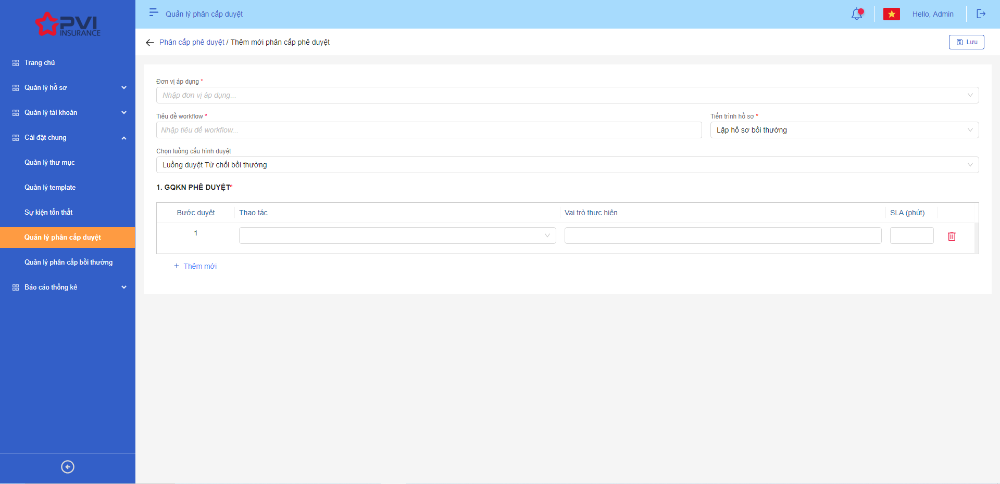 PVI
INSURANCE
Trang chủ
Quản lý hồ sơ
Quản lý tài khoản
Cài đặt chung
Quản lý thư mục
Quản lý template
Sự kiện tổn thất
Quản lý phân cấp duyệt
Quản lý phân cấp bồi thường
Báo cáo thống kê
Quản lý phân cấp duyệt
Hello, Admin
Phân cấp phê duyệt / Thêm mới phân cấp phê duyệt
Lưu
Đơn vị áp dụng *
Nhập đơn vị áp dụng...
Tiêu đề workflow *
Nhập tiêu đề workflow...
Tiến trình hồ sơ *
Lập hồ sơ bồi thường
Chọn luồng cấu hình duyệt
Luồng duyệt Từ chối bồi thường
1. GQKN PHÊ DUYỆT*
Bước duyệt Thao tác Vai trò thực hiện SLA (phút)
1
+ Thêm mới